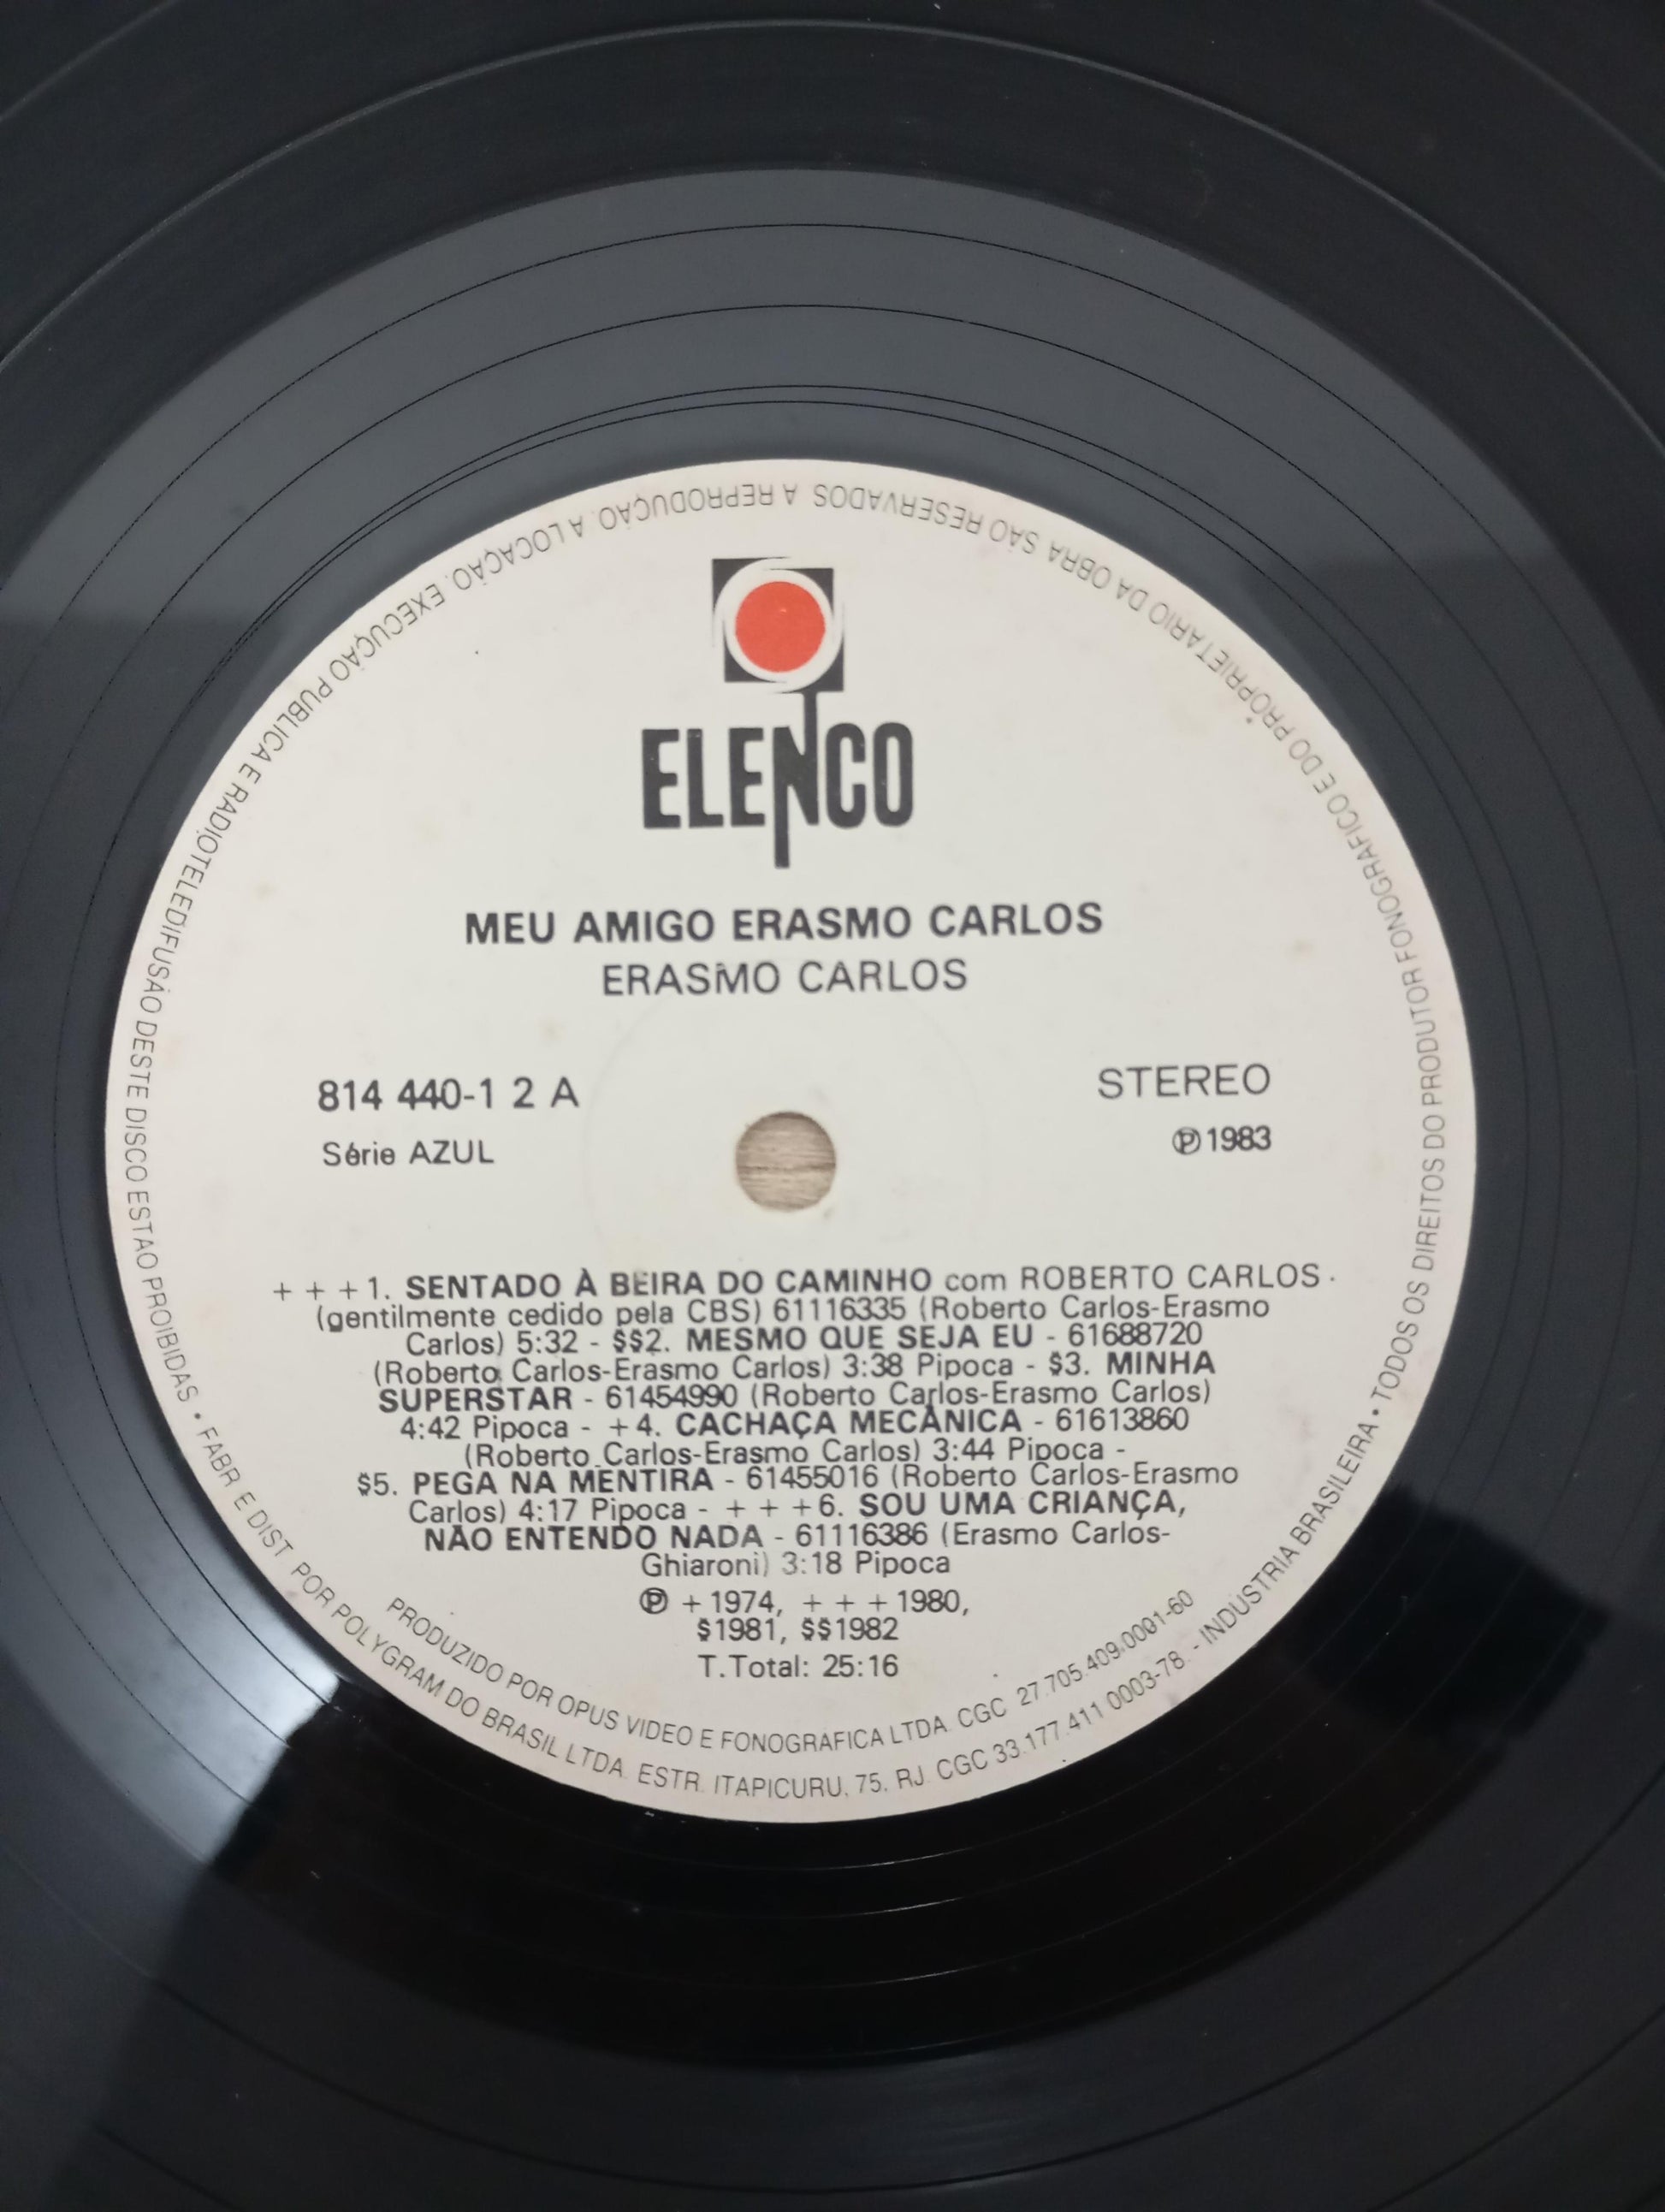 ELENCO
MEU AMIGO ERASMO CARLOS
ERASMO CARLOS
814 440-1 2 A
STEREO
Série AZUL
Ⓟ1983
+ + + 1. SENTADO À BEIRA DO CAMINHO com ROBERTO CARLOS
(gentilmente cedido pela CBS) 61116335 (Roberto Carlos-Erasmo
Carlos) 5:32 - $$2. MESMO QUE SEJA EU - 61688720
(Roberto Carlos-Erasmo Carlos) 3:38 Pipoca - $3. MINHA
SUPERSTAR - 61454990 (Roberto Carlos-Erasmo Carlos)
4:42 Pipoca - + 4. CACHAÇA MECÂNICA - 61613860
(Roberto Carlos-Erasmo Carlos) 3:44 Pipoca -
$5. PEGA NA MENTIRA - 61455016 (Roberto Carlos-Erasmo
Carlos) 4:17 Pipoca - + + + 6. SOU UMA CRIANÇA,
NÃO ENTENDO NADA - 61116386 (Erasmo Carlos-
Ghiaroni) 3:18 Pipoca
Ⓟ + 1974, + + + 1980,
$1981, $$1982
T.Total: 25:16
PRODUZIDO POR OPUS VIDEO E FONOGRAFICA LTDA. CGC 27.705.409.0001-60
FABR E DIST. POR POLYGRAM DO BRASIL LTDA. ESTR. ITAPICURU, 75, RJ. CGC 33.177.411 0003-78. - INDUSTRIA BRASILEIRA • TODOS OS DIREITOS DO PRODUTOR FONOGRAFICO E DO PROPRIETARIO DA OBRA SÃO RESERVADOS A REPRODUÇÃO. A LOCAÇÃO. EXECUÇÃO PUBLICA E RADIOTELEDIFUSÃO DESTE DISCO ESTÃO PROIBIDAS •